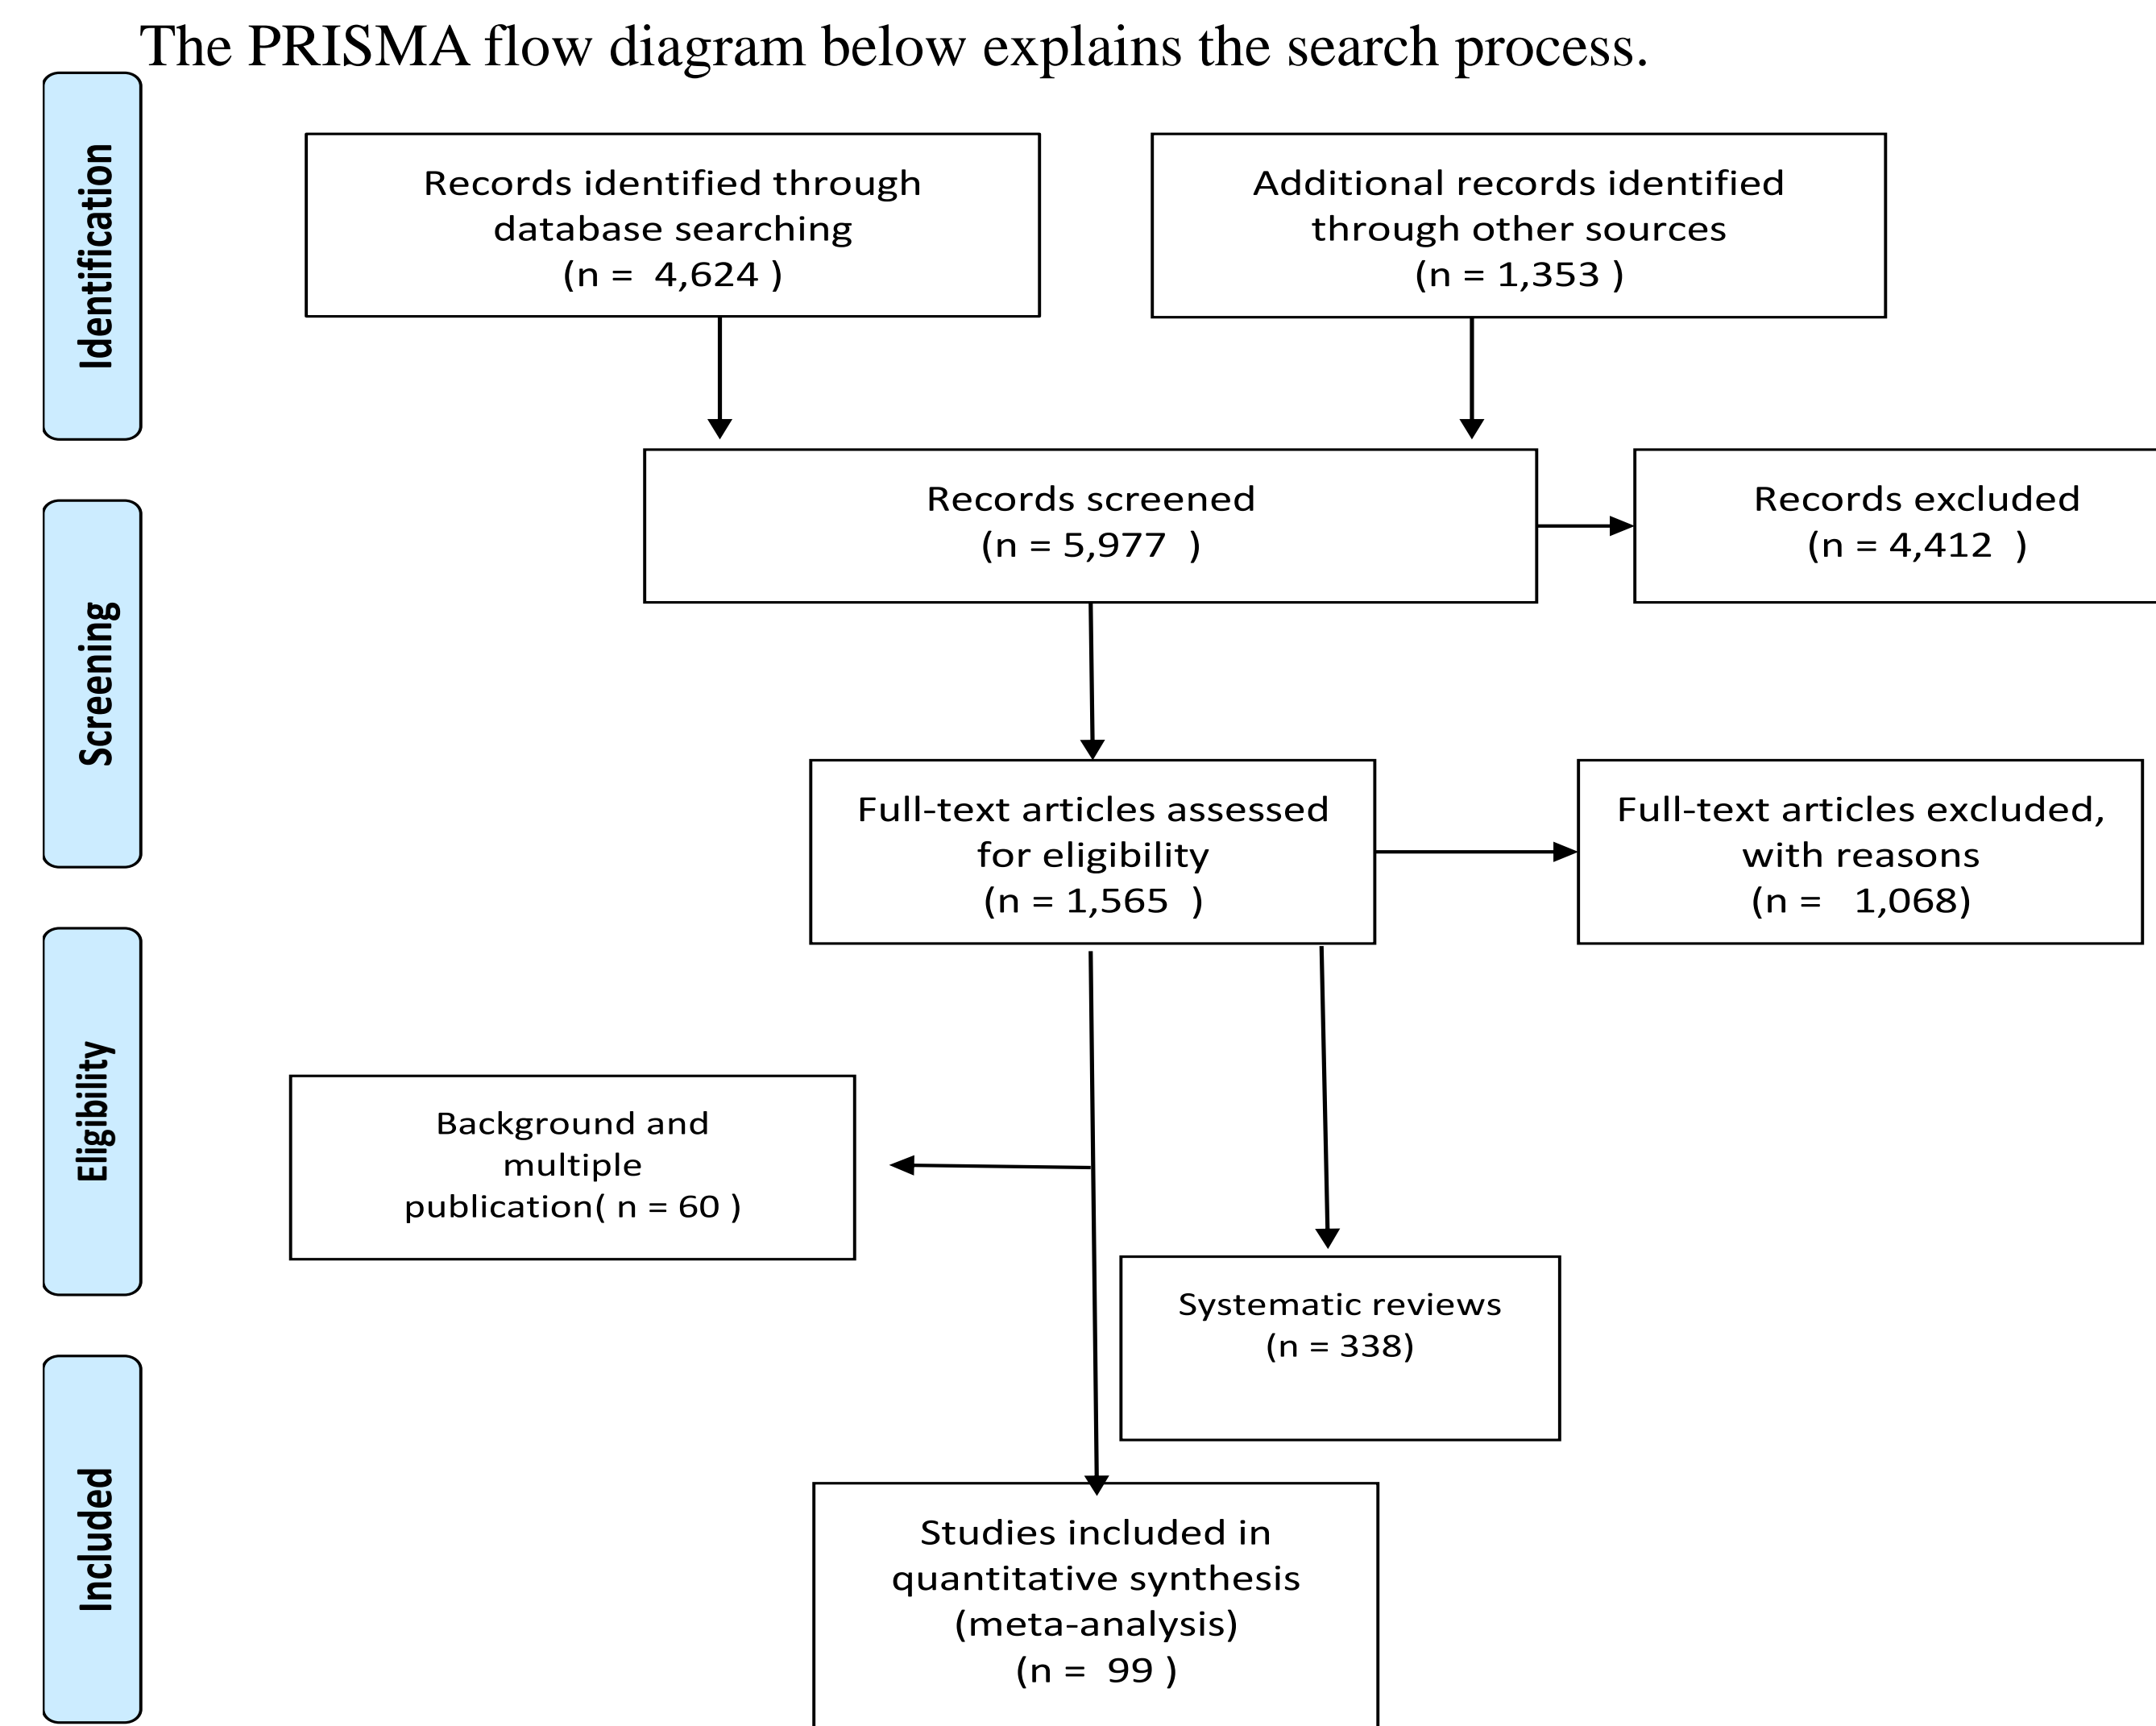 The PRISMA flow diagram below explains the search process.
Identification
Records identified through
database searching
(n =  4,624 )
Additional records identified
through other sources
(n = 1,353 )
Screening
Records screened
(n = 5,977  )
Records excluded
(n = 4,412  )
Full-text articles assessed
for eligibility
(n = 1,565  )
Full-text articles excluded,
with reasons
(n =   1,068)
Eligibility
Background and
multiple
publication( n = 60 )
Systematic reviews
(n = 338)
Included
Studies included in
quantitative synthesis
(meta-analysis)
(n =  99 )